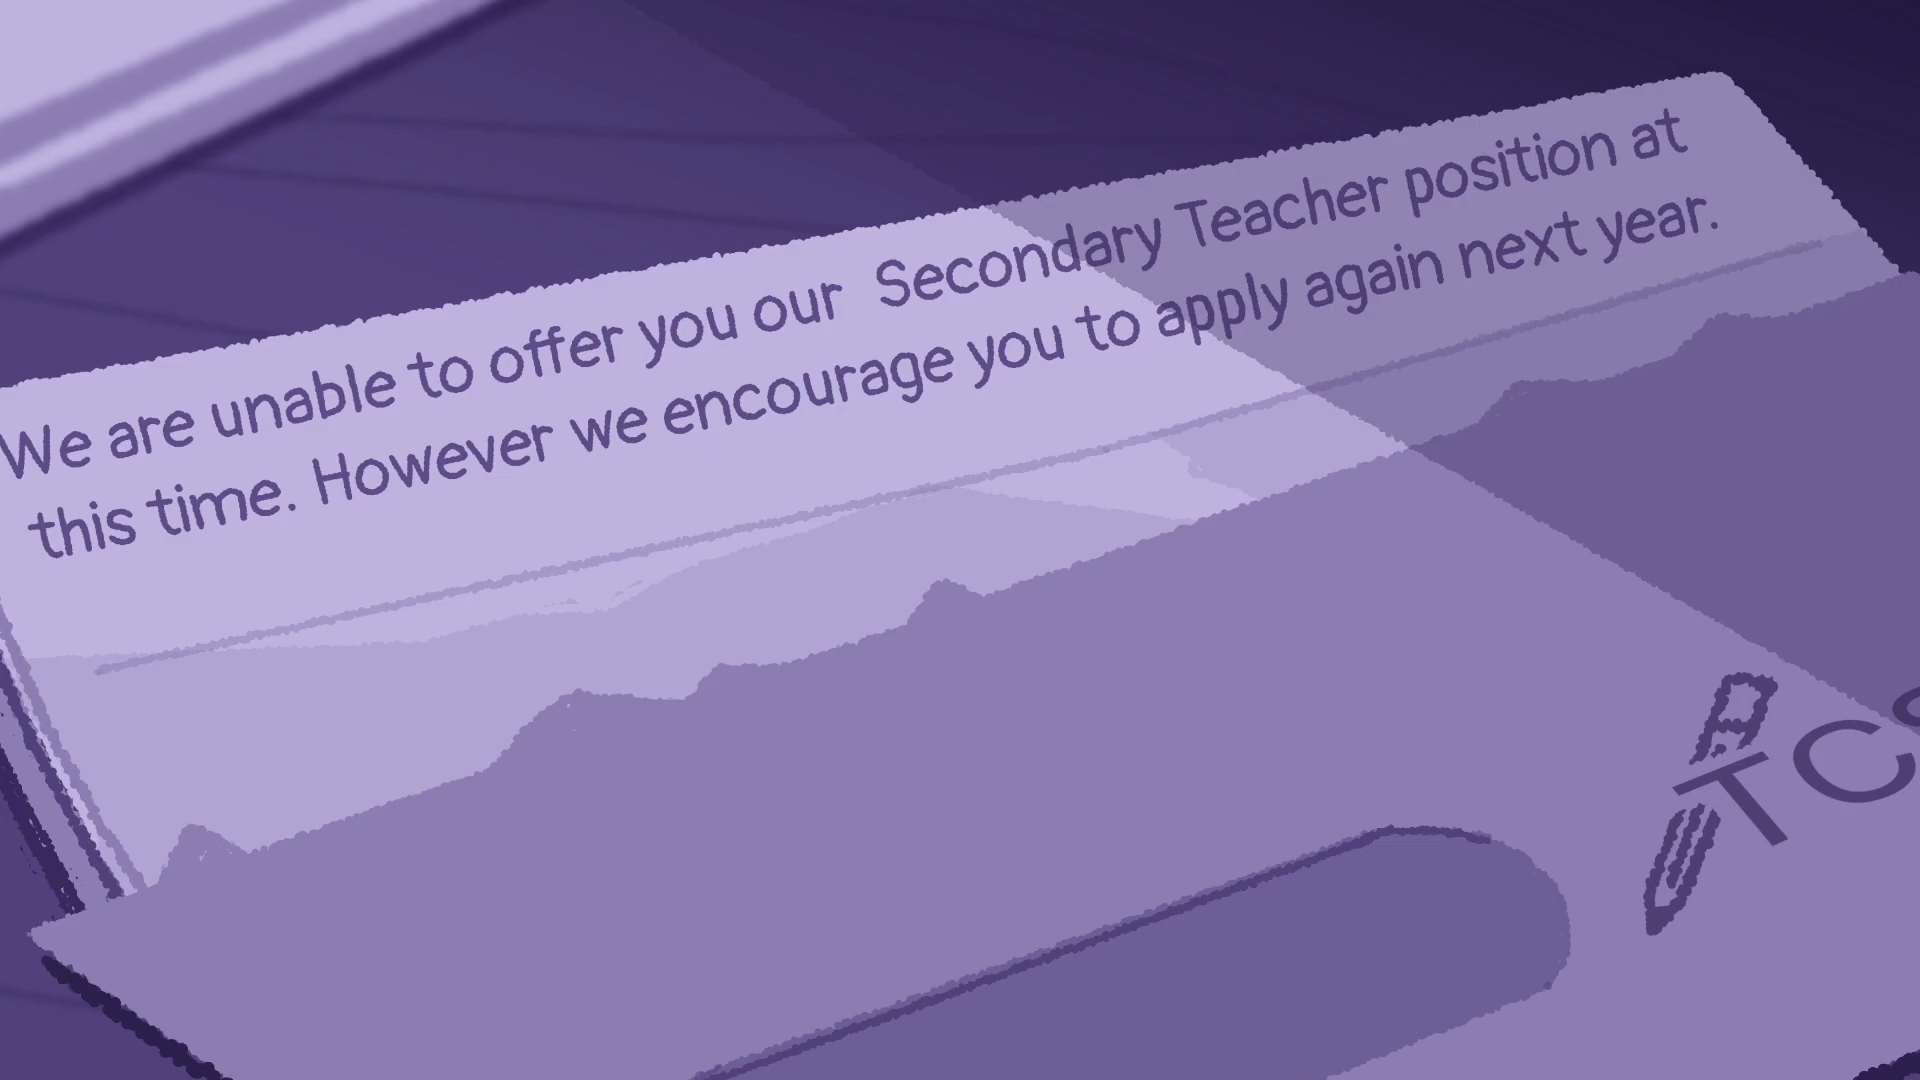 We are unable to offer you our Secondary Teacher position at
this time. However we encourage you to apply again next year.
TCS